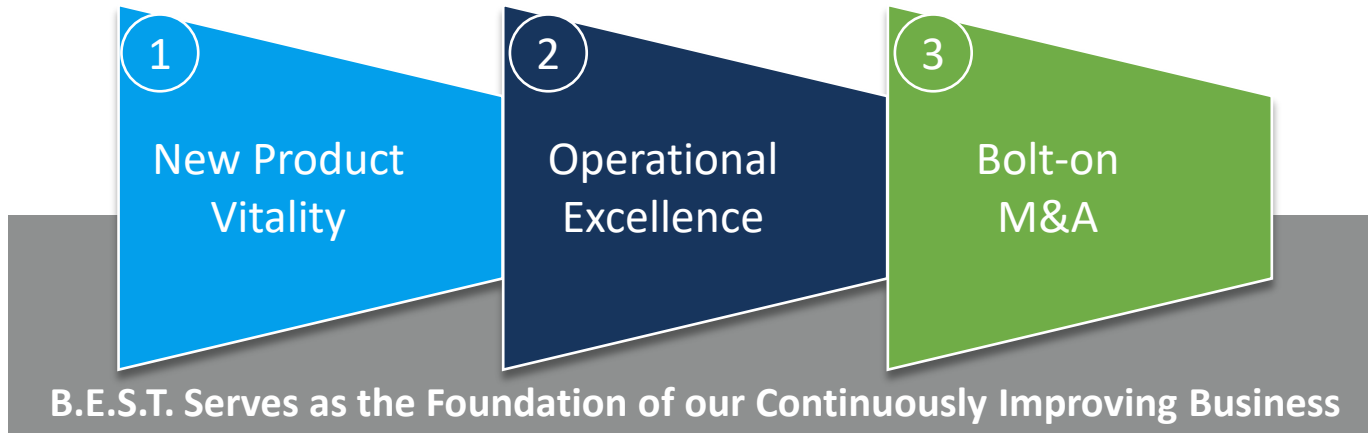 1
New Product
Vitality
2
Operational
Excellence
3
Bolt-on
M&A
B.E.S.T. Serves as the Foundation of our Continuously Improving Business